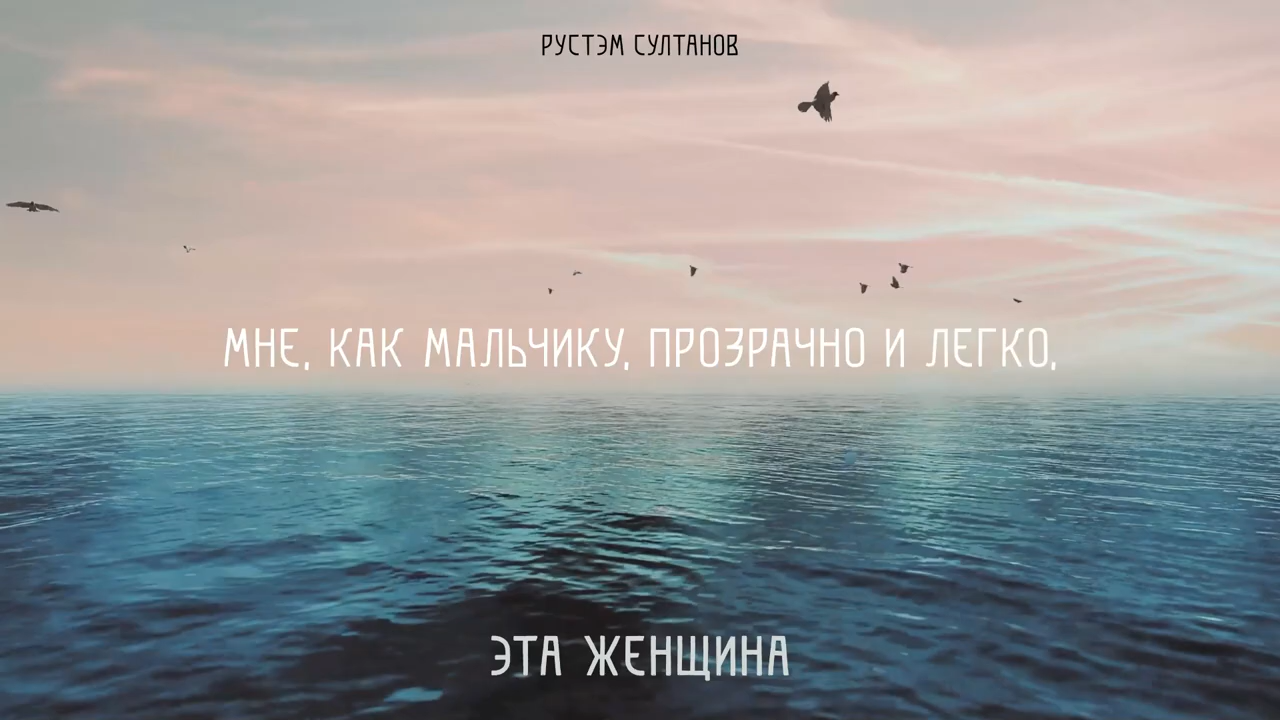 РУСТЭМ СУЛТАНОВ
МНЕ, КАК МАЛЬЧИКУ, ПРОЗРАЧНО И ЛЕГКО,
ЭТА ЖЕНЩИНА